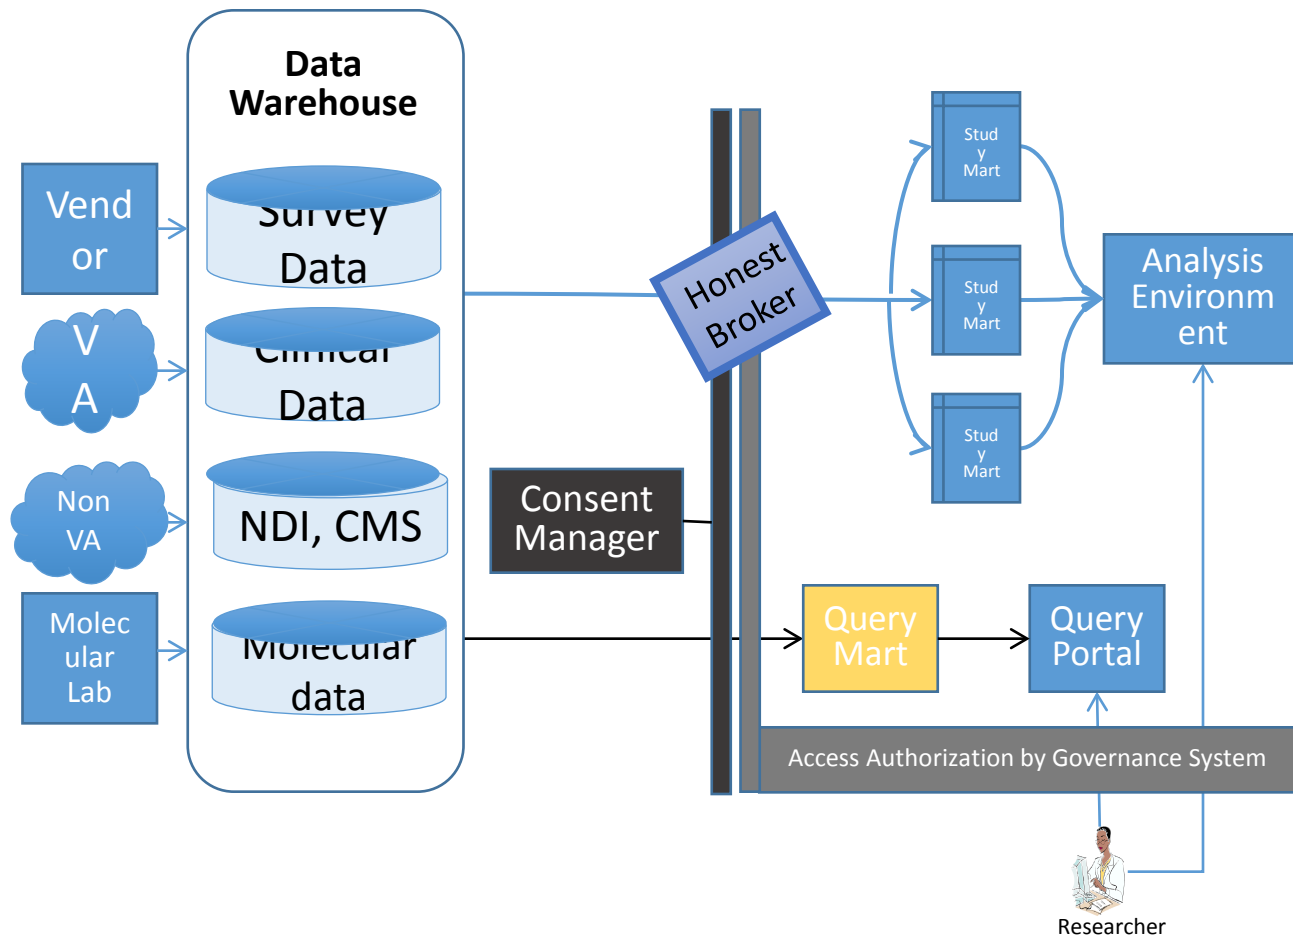 Data
Warehouse
Vend
or
Survey
Data
V
A
Clinical
Data
Non
VA
NDI, CMS
Molec
ular
Lab
Molecular
data
Consent
Manager
Honest
Broker
Stud
y
Mart
Stud
y
Mart
Stud
y
Mart
Analysis
Environm
ent
Query
Mart
Query
Portal
Access Authorization by Governance System
Researcher